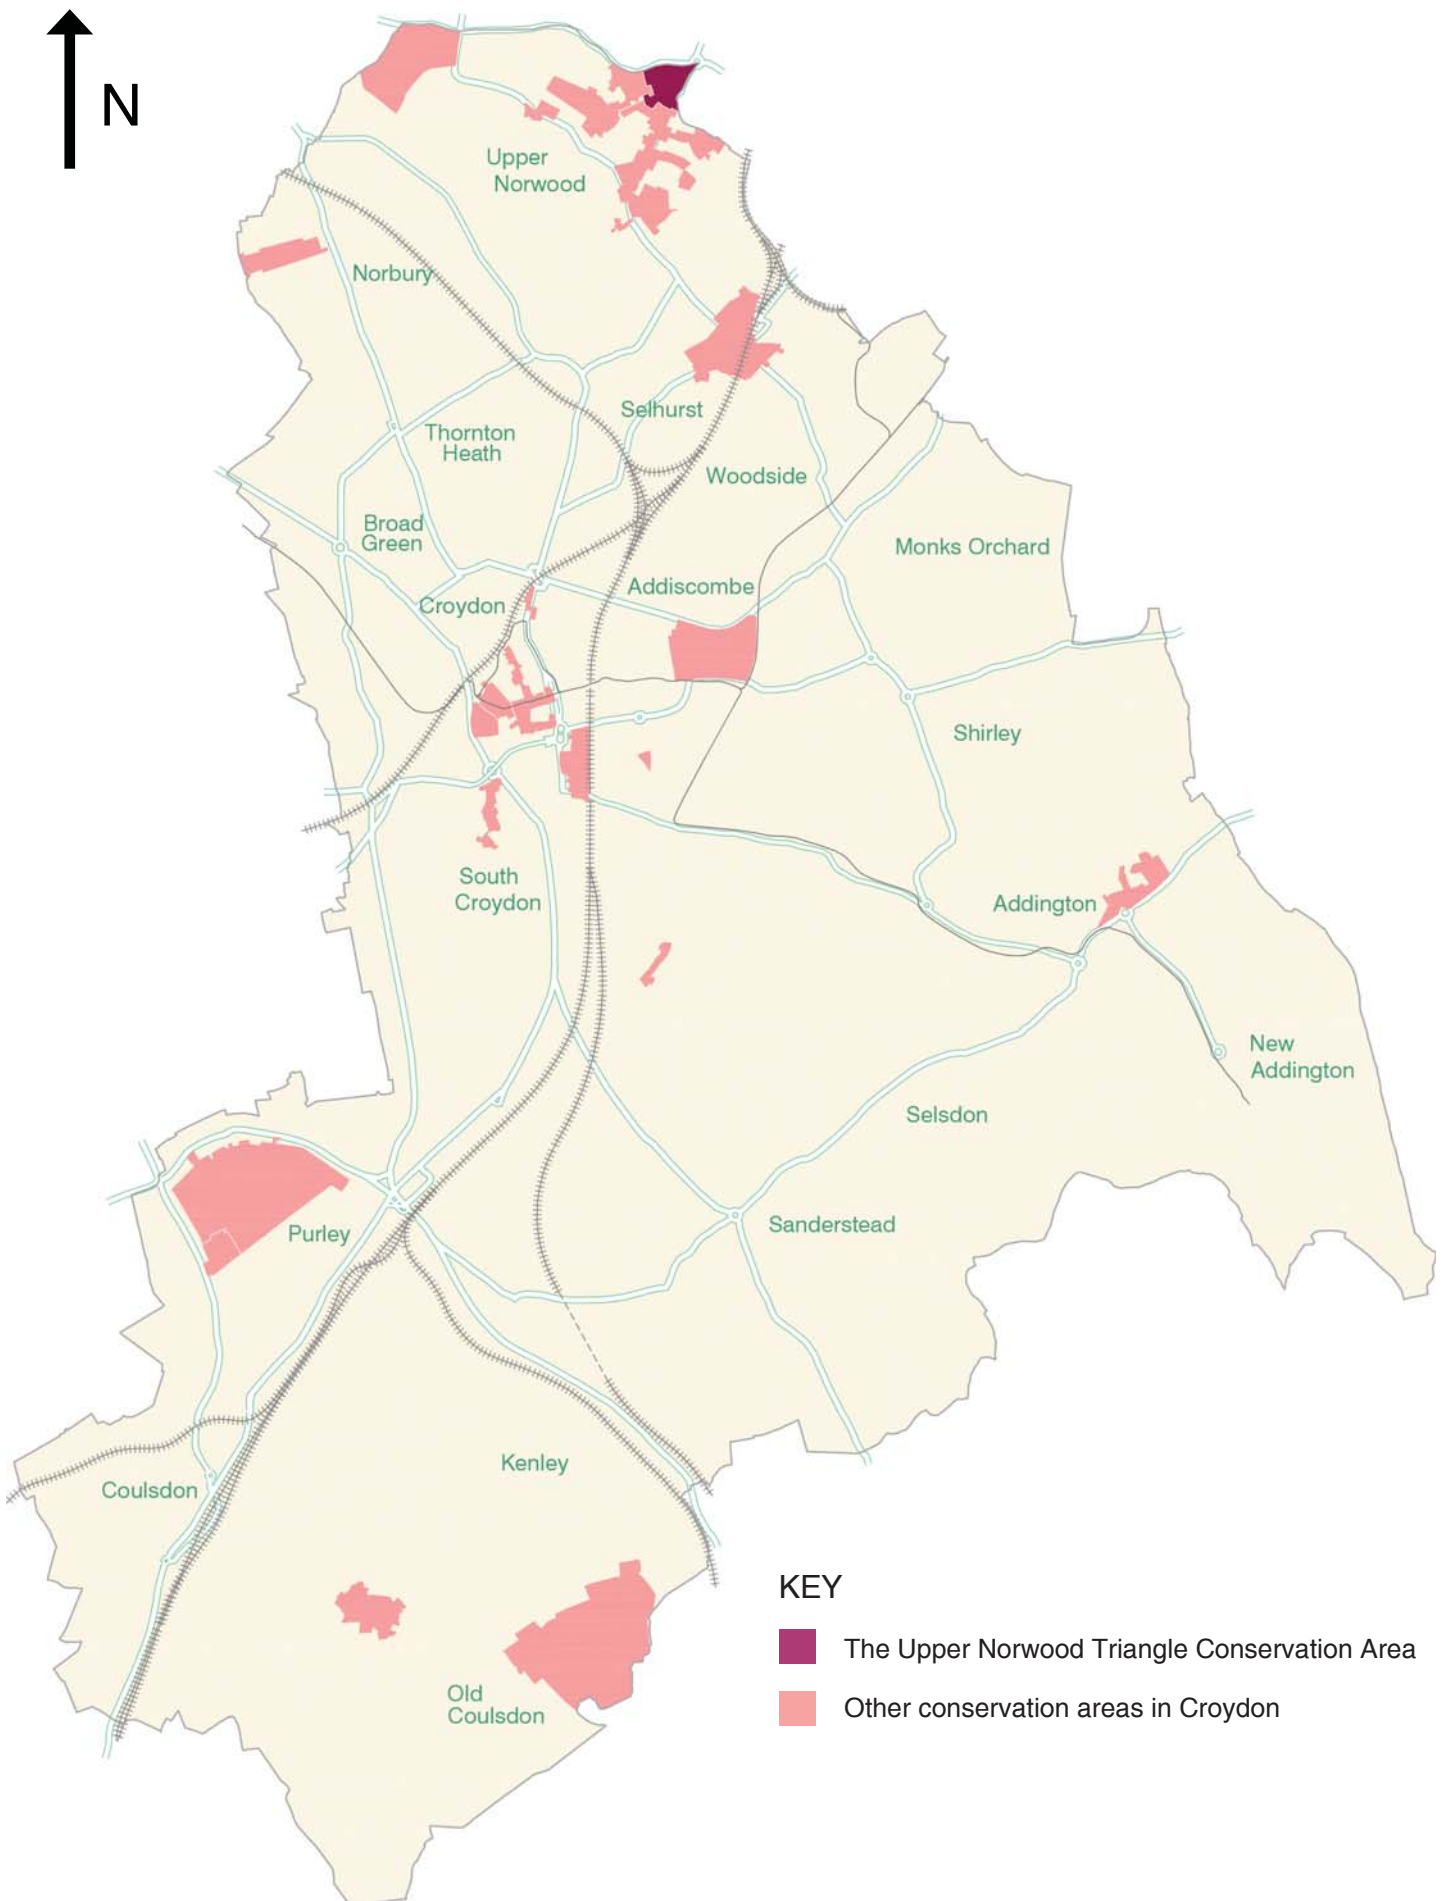 N
Upper
Norwood
Norbury
Selhurst
Thornton
Heath
Woodside
Broad
Green
Monks Orchard
Addiscombe
Croydon
Shirley
South
Croydon
Addington
New
Addington
Selsdon
Sanderstead
Purley
Kenley
Coulsdon
Old
Coulsdon
KEY
The Upper Norwood Triangle Conservation Area
Other conservation areas in Croydon